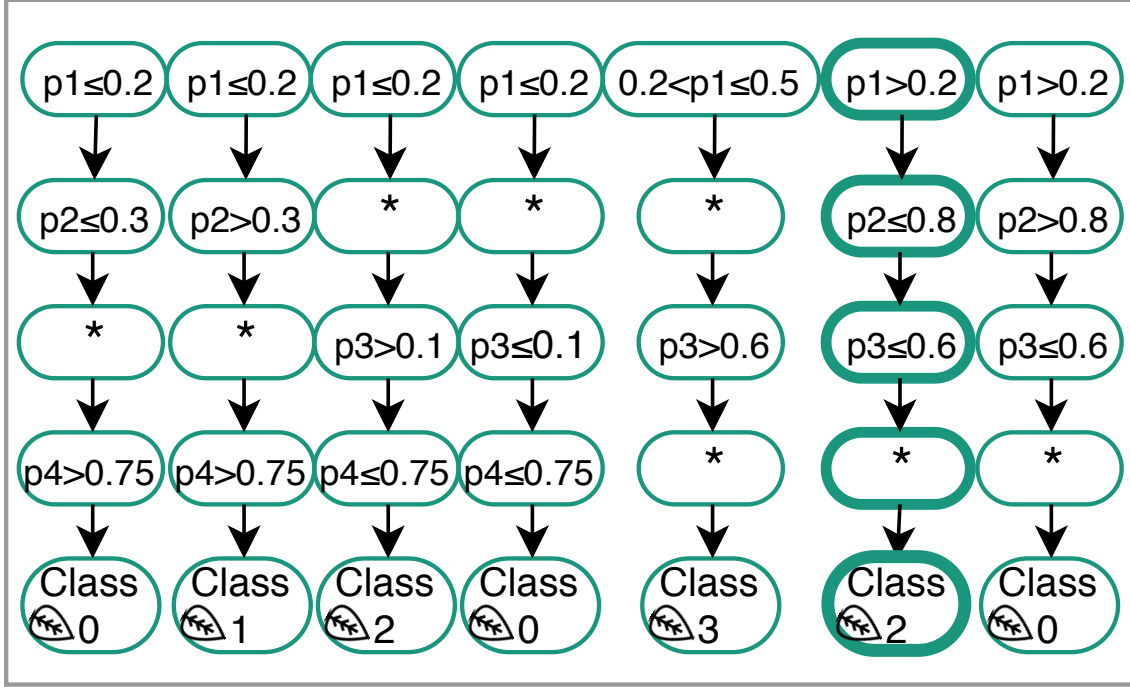 p1≤0.2 p1≤0.2 p1≤0.2 p1≤0.2 0.2<p1≤0.5 p1>0.2 p1>0.2
p2≤0.3 p2>0.3 * * * p2≤0.8 p2>0.8
* * p3>0.1 p3≤0.1 p3>0.6 p3≤0.6 p3≤0.6
p4>0.75 p4>0.75 p4≤0.75 p4≤0.75 * * *
Class Class Class Class Class Class Class
0 1 2 0 3 2 0